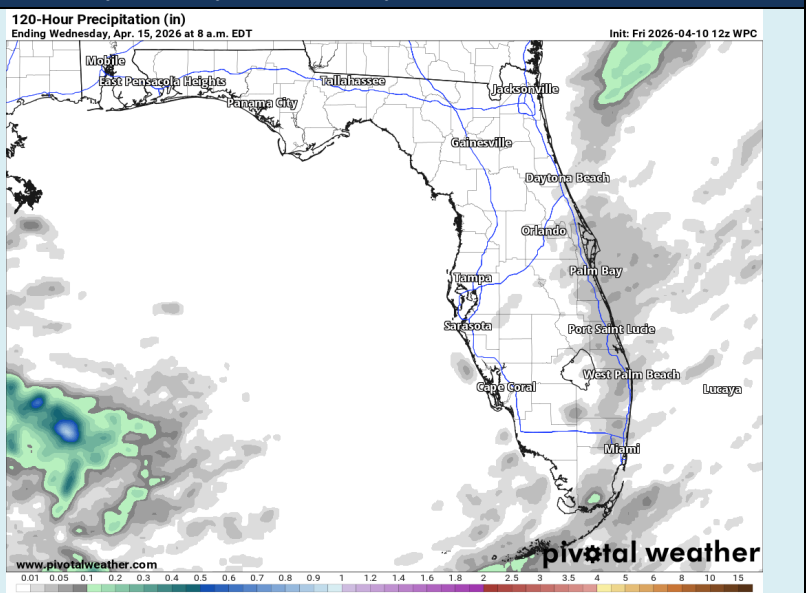 120-Hour Precipitation (in)
Ending Wednesday, Apr. 15, 2026 at 8 a.m. EDT
Init: Fri 2026-04-10 12z WPC
Mobile
East Pensacola Heights
Tallahassee
Jacksonville
Panama City
Gainesville
Daytona Beach
Orlando
Palm Bay
Tampa
Sarasota
Port Saint Lucie
West Palm Beach
Cape Coral
Lucaya
Miami
www.pivotalweather.com
pivotal weather
0.01 0.05 0.1 0.2 0.3 0.4 0.5 0.6 0.7 0.8 0.9 1 1.2 1.4 1.6 1.8 2 2.5 3 3.5 4 5 6 8 10 15